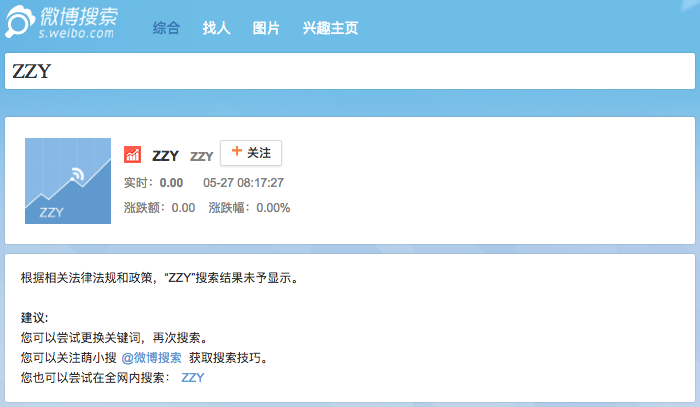 微博搜索
s.weibo.com
综合 找人 图片 兴趣主页
ZZY
ZZY ZZY + 关注
实时：0.00 05-27 08:17:27
涨跌额：0.00 涨跌幅：0.00%
ZZY
根据相关法律法规和政策，“ZZY”搜索结果未予显示。
建议:
您可以尝试更换关键词，再次搜索。
您可以关注萌小搜 @微博搜索 获取搜索技巧。
您也可以尝试在全网内搜索： ZZY